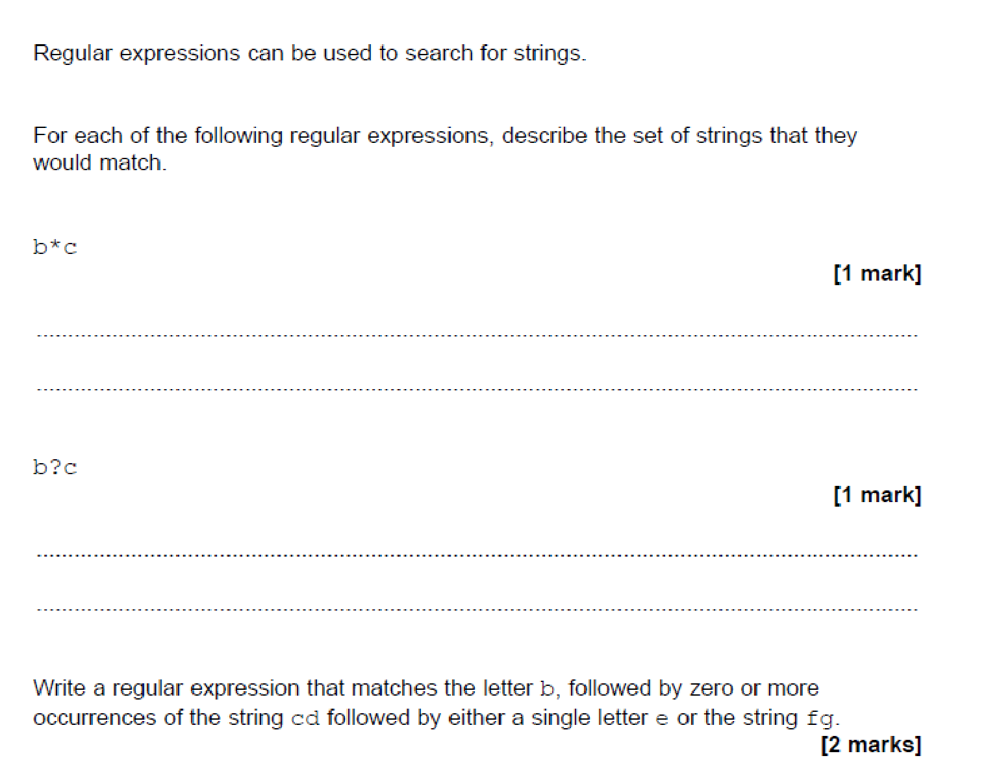 Regular expressions can be used to search for strings.
For each of the following regular expressions, describe the set of strings that they
would match.
b*c
[1 mark]
b?c
[1 mark]
Write a regular expression that matches the letter b, followed by zero or more
occurrences of the string cd followed by either a single letter e or the string fg.
[2 marks]